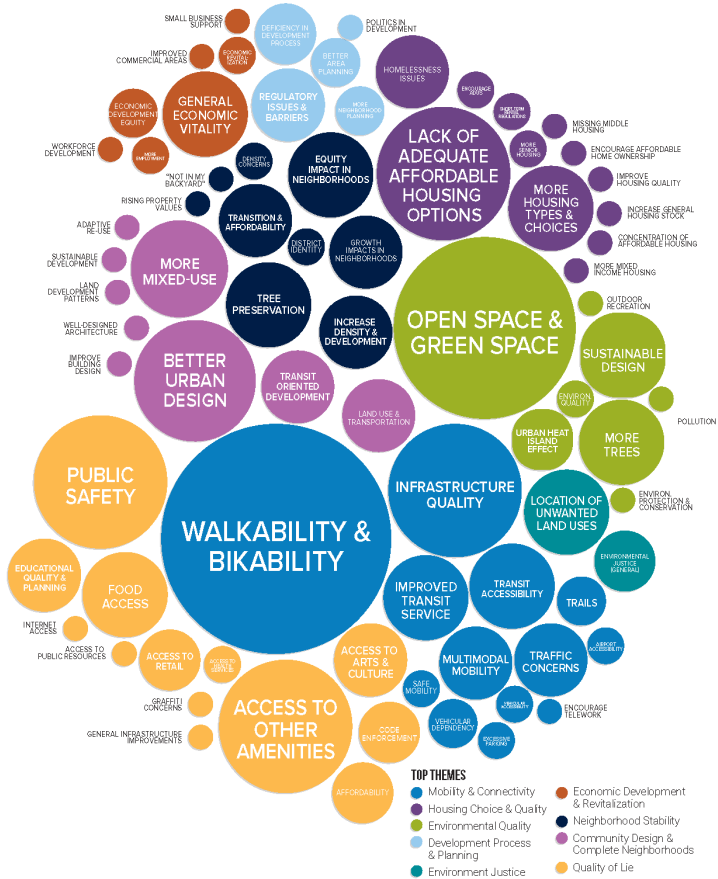 SMALL BUSINESS
SUPPORT
DEFICIENCY IN
DEVELOPMENT
PROCESS
POLITICS IN
DEVELOPMENT
IMPROVED
COMMERCIAL AREAS
ECONOMIC
REVITAL-
IZATION
BETTER
AREA
PLANNING
HOMELESSNESS
ISSUES
ECONOMIC
DEVELOPMENT
EQUITY
GENERAL
ECONOMIC
VITALITY
REGULATORY
ISSUES &
BARRIERS
MORE
NEIGHBORHOOD
PLANNING
ENCOURAGE
ADUS
SHORT TERM
RENTAL
REGULATIONS
WORKFORCE
DEVELOPMENT
MORE
EMPLOYMENT
DENSITY
CONCERNS
EQUITY
IMPACT IN
NEIGHBORHOODS
LACK OF
ADEQUATE
AFFORDABLE
HOUSING
OPTIONS
MORE
SENIOR
HOUSING
MISSING MIDDLE
HOUSING
ENCOURAGE AFFORDABLE
HOME OWNERSHIP
"NOT IN MY
BACKYARD"
IMPROVE
HOUSING QUALITY
RISING PROPERTY
VALUES
MORE
HOUSING
TYPES &
CHOICES
INCREASE GENERAL
HOUSING STOCK
TRANSITION &
AFFORDABILITY
ADAPTIVE
RE-USE
DISTRICT
IDENTITY
GROWTH
IMPACTS IN
NEIGHBORHOODS
CONCENTRATION OF
AFFORDABLE HOUSING
SUSTAINABLE
DEVELOPMENT
MORE
MIXED-USE
MORE MIXED
INCOME HOUSING
LAND
DEVELOPMENT
PATTERNS
TREE
PRESERVATION
OUTDOOR
RECREATION
WELL-DESIGNED
ARCHITECTURE
INCREASE
DENSITY &
DEVELOPMENT
OPEN SPACE &
GREEN SPACE
IMPROVE
BUILDING
DESIGN
BETTER
URBAN
DESIGN
TRANSIT
ORIENTED
DEVELOPMENT
SUSTAINABLE
DESIGN
LAND USE &
TRANSPORTATION
ENVIRON.
QUALITY
POLLUTION
URBAN HEAT
ISLAND
EFFECT
MORE
TREES
PUBLIC
SAFETY
INFRASTRUCTURE
QUALITY
ENVIRON.
PROTECTION &
CONSERVATION
LOCATION OF
UNWANTED
LAND USES
WALKABILITY &
BIKABILITY
ENVIRONMENTAL
JUSTICE
(GENERAL)
EDUCATIONAL
QUALITY &
PLANNING
FOOD
ACCESS
IMPROVED
TRANSIT
SERVICE
TRANSIT
ACCESSIBILITY
TRAILS
INTERNET
ACCESS
ACCESS TO
PUBLIC RESOURCES
ACCESS TO
RETAIL
ACCESS TO
HEALTH
SERVICES
ACCESS TO
ARTS &
CULTURE
MULTIMODAL
MOBILITY
TRAFFIC
CONCERNS
AIRPORT
ACCESSIBILITY
SAFE
MOBILITY
GRAFFITI
CONCERNS
ACCESS TO
OTHER
AMENITIES
VEHICULAR
ACCESSIBILITY
ENCOURAGE
TELEWORK
VEHICULAR
DEPENDENCY
CODE
ENFORCEMENT
EXCESSIVE
PARKING
GENERAL INFRASTRUCTURE
IMPROVEMENTS
AFFORDABILITY
TOP THEMES
Mobility & Connectivity
Housing Choice & Quality
Environmental Quality
Development Process
& Planning
Environment Justice
Economic Development
& Revitalization
Neighborhood Stability
Community Design &
Complete Neighborhoods
Quality of Lie